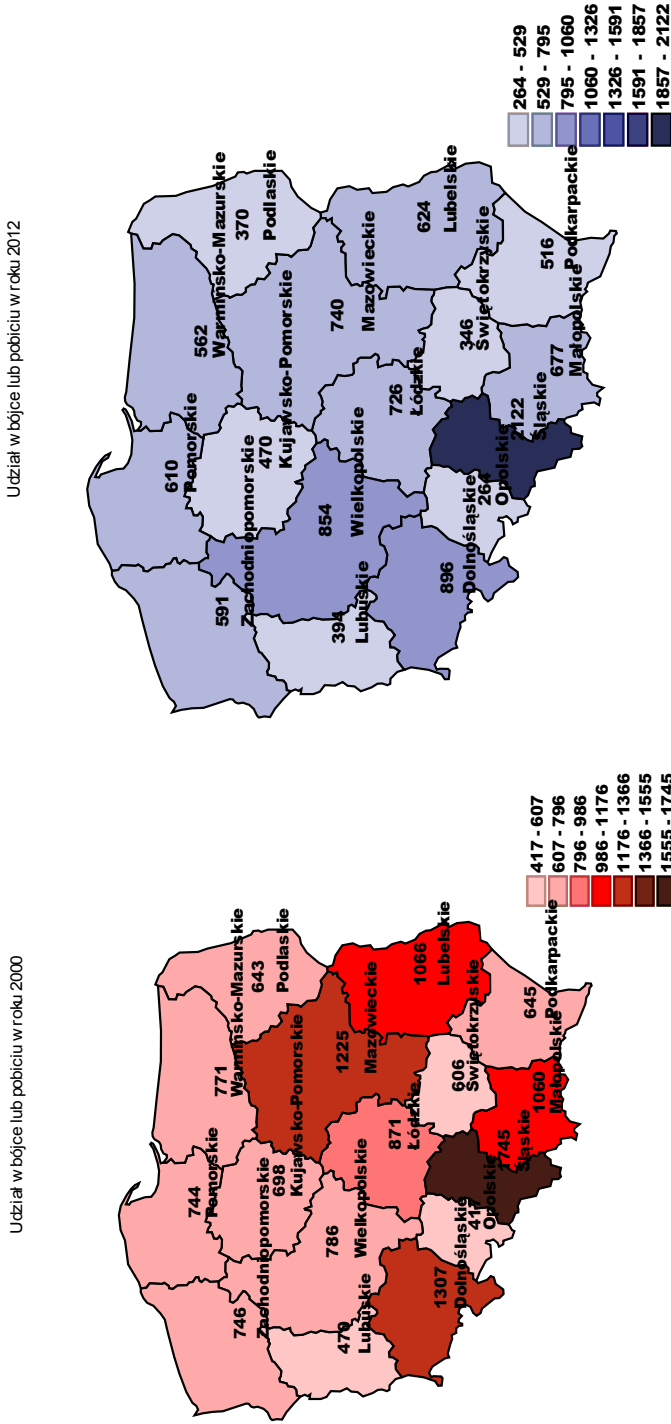 Udział w bójce lub pobiciu w roku 2000
746
Zachodniopomorskie
744
Pomorskie
771
Warmińsko-Mazurskie
643
Podlaskie
698
Kujawsko-Pomorskie
1225
Mazowieckie
470
Lubuskie
786
Wielkopolskie
871
Łódzkie
1066
Lubelskie
1307
Dolnośląskie
417
Opolskie
1745
Śląskie
606
Świętokrzyskie
1060
Małopolskie
645
Podkarpackie
417 - 607
607 - 796
796 - 986
986 - 1176
1176 - 1366
1366 - 1555
1555 - 1745
Udział w bójce lub pobiciu w roku 2012
591
Zachodniopomorskie
610
Pomorskie
562
Warmińsko-Mazurskie
370
Podlaskie
470
Kujawsko-Pomorskie
740
Mazowieckie
394
Lubuskie
854
Wielkopolskie
726
Łódzkie
624
Lubelskie
896
Dolnośląskie
264
Opolskie
2122
Śląskie
346
Świętokrzyskie
677
Małopolskie
516
Podkarpackie
264 - 529
529 - 795
795 - 1060
1060 - 1326
1326 - 1591
1591 - 1857
1857 - 2122